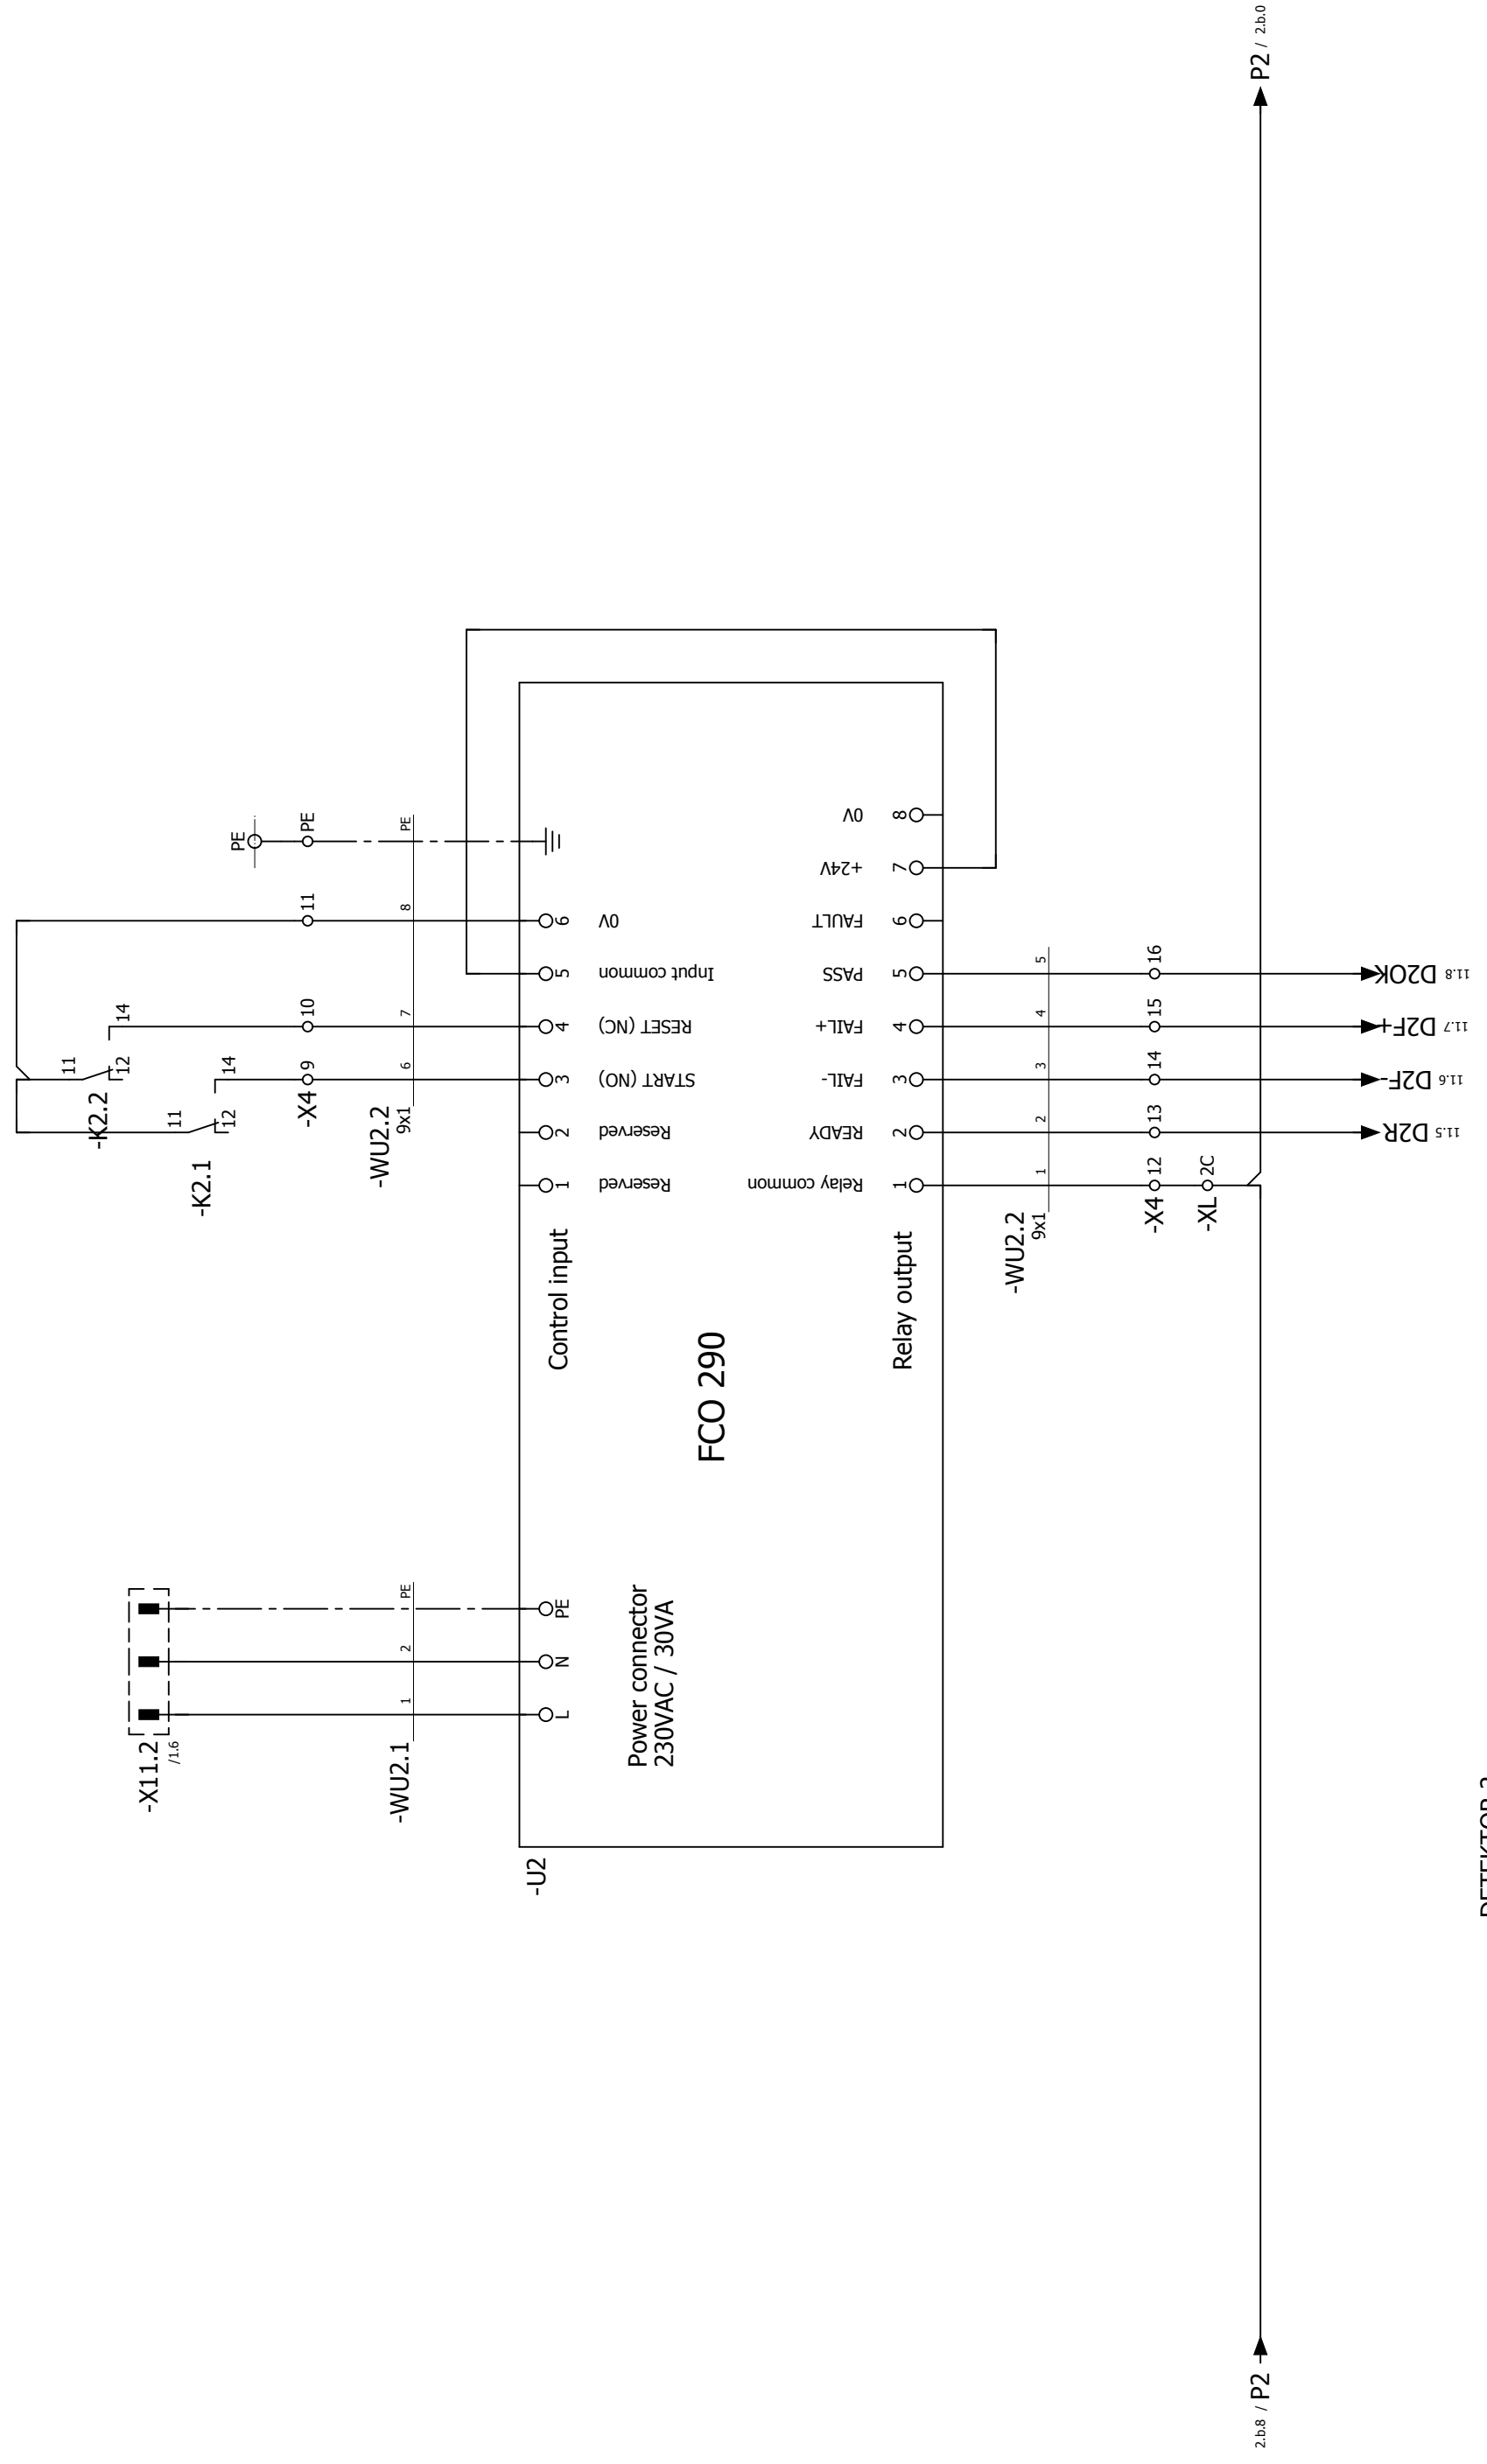 P2 / 2.b.0
PE
PE
PE
11
8
6
0V
5
Input common
14
10
7
4
RESET (NC)
11
12
-K2.2
14
9
-X4
6
3
START (NO)
11
12
-K2.1
-WU2.2
9x1
2
Reserved
1
Reserved
Control input
0V
8
+24V
7
FAULT
6
PASS
5
5
16
D2OK
11.8
FAIL+
4
4
15
D2F+
11.7
FAIL-
3
3
14
D2F-
11.6
READY
2
2
13
D2R
11.5
Relay common
1
1
12
2C
-X4
-XL
-WU2.2
9x1
Relay output
FCO 290
-X11.2
/1.6
PE
2
1
-WU2.1
PE
N
L
Power connector
230VAC / 30VA
-U2
2.b.8 / P2